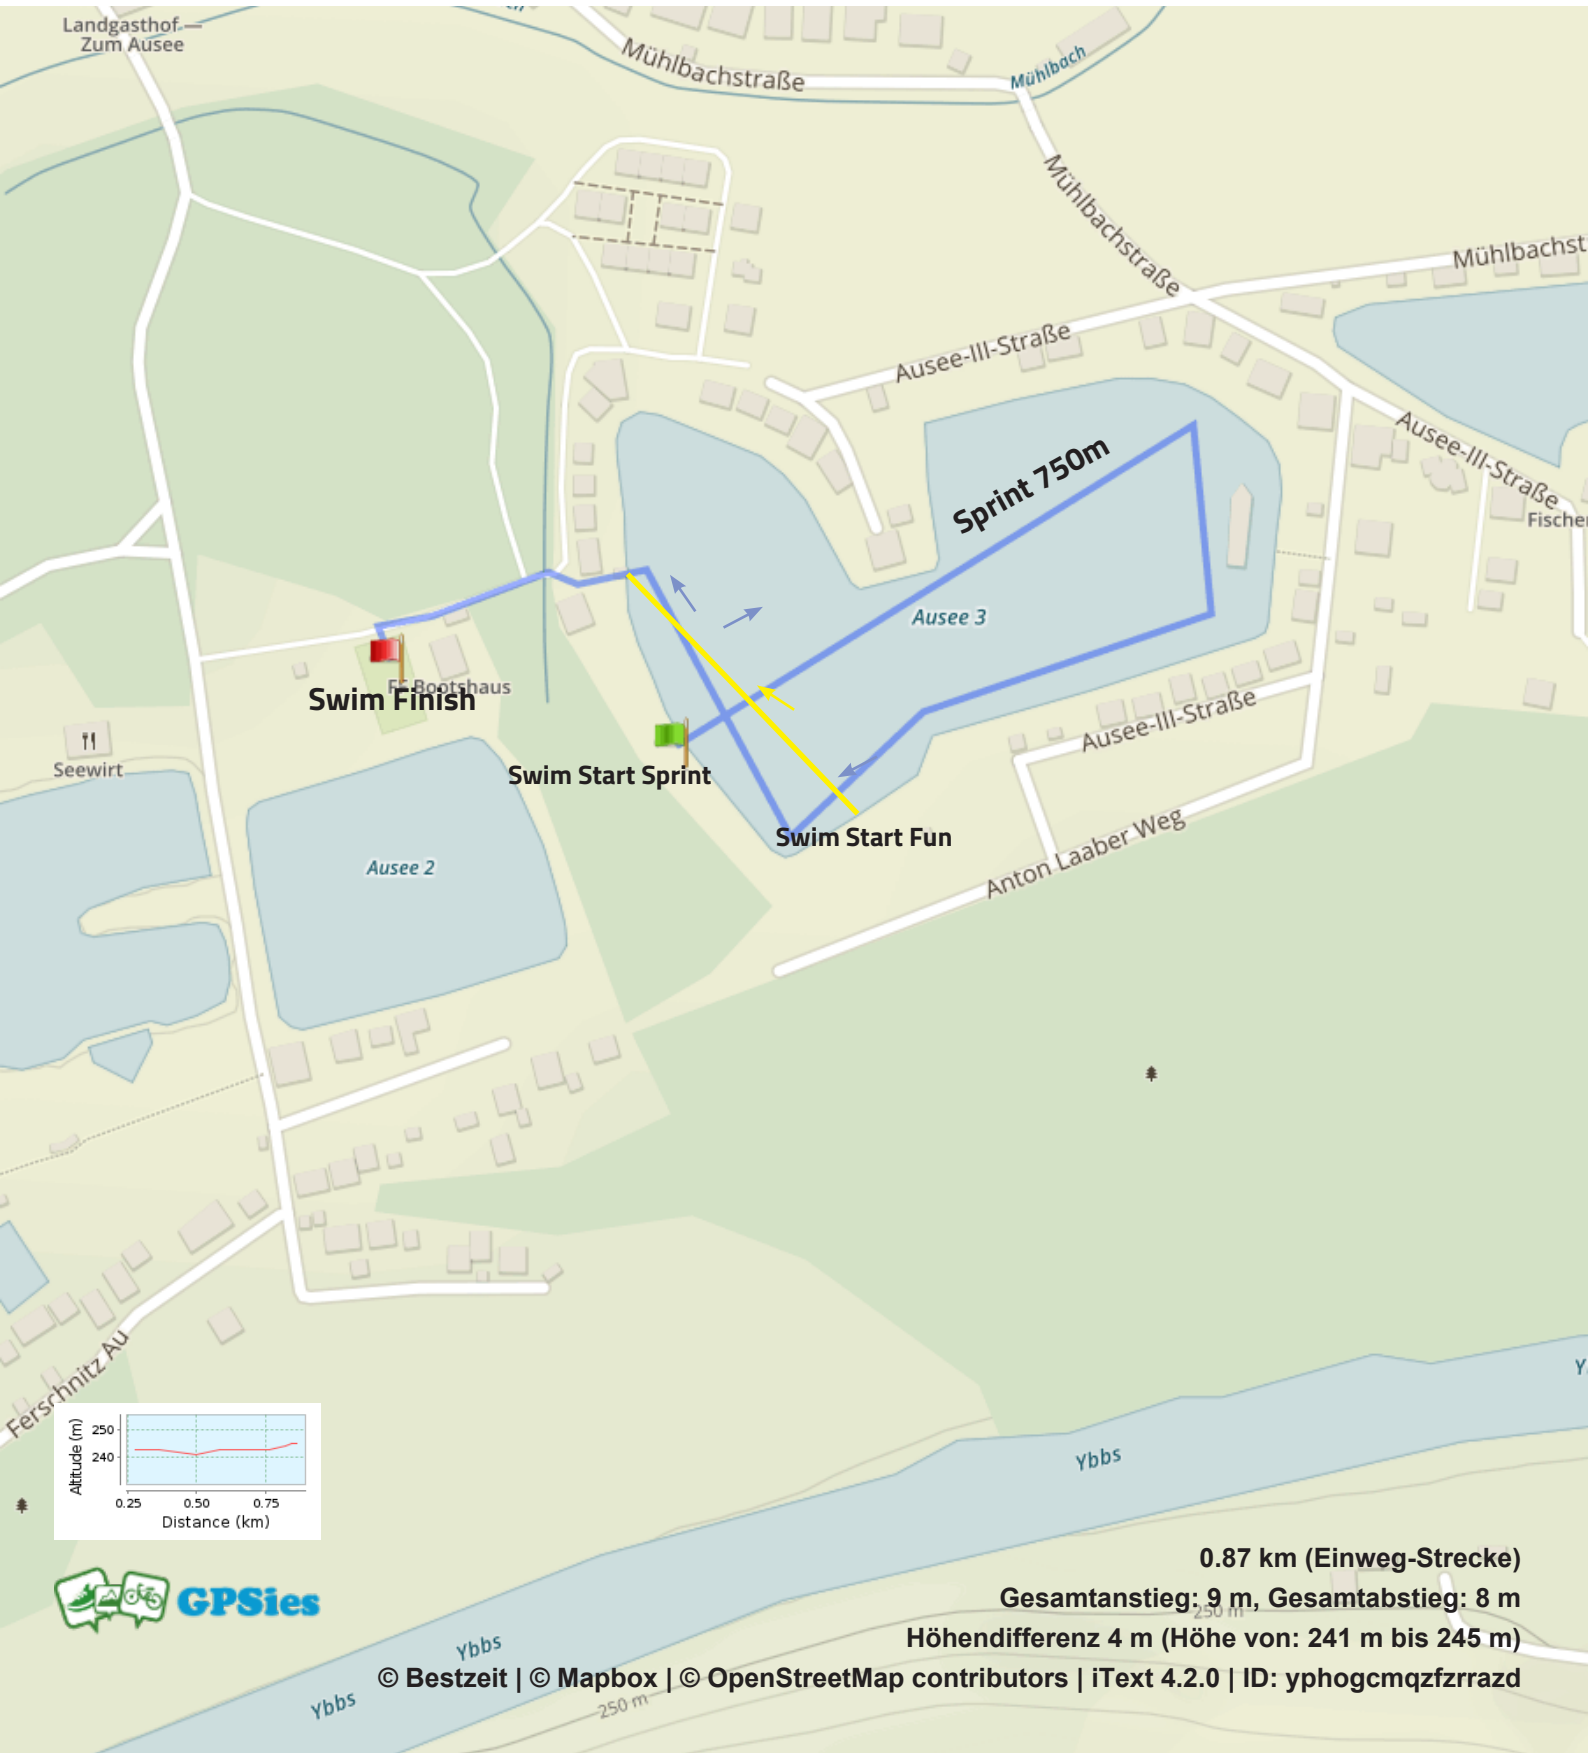 Landgasthof
Zum Ausee
Mühlbachstraße
Mühlbach
Mühlbachstraße
Mühlbachst
Ausee-III-Straße
Ausee-III-Straße
Fische
Sprint 750m
Ausee 3
FF Bootshaus
Swim Finish
Seewirt
Swim Start Sprint
Swim Start Fun
Ausee-III-Straße
Anton Laaber Weg
Ausee 2
Ferschnitz Au
Altitude (m)
250
240
0.25 0.50 0.75
Distance (km)
GPSies
Y
Ybbs
Ybbs
Ybbs
250 m
250 m
0.87 km (Einweg-Strecke)
Gesamtanstieg: 9 m, Gesamtabstieg: 8 m
Höhendifferenz 4 m (Höhe von: 241 m bis 245 m)
© Bestzeit | © Mapbox | © OpenStreetMap contributors | iText 4.2.0 | ID: yphogcmqzfzrrazd